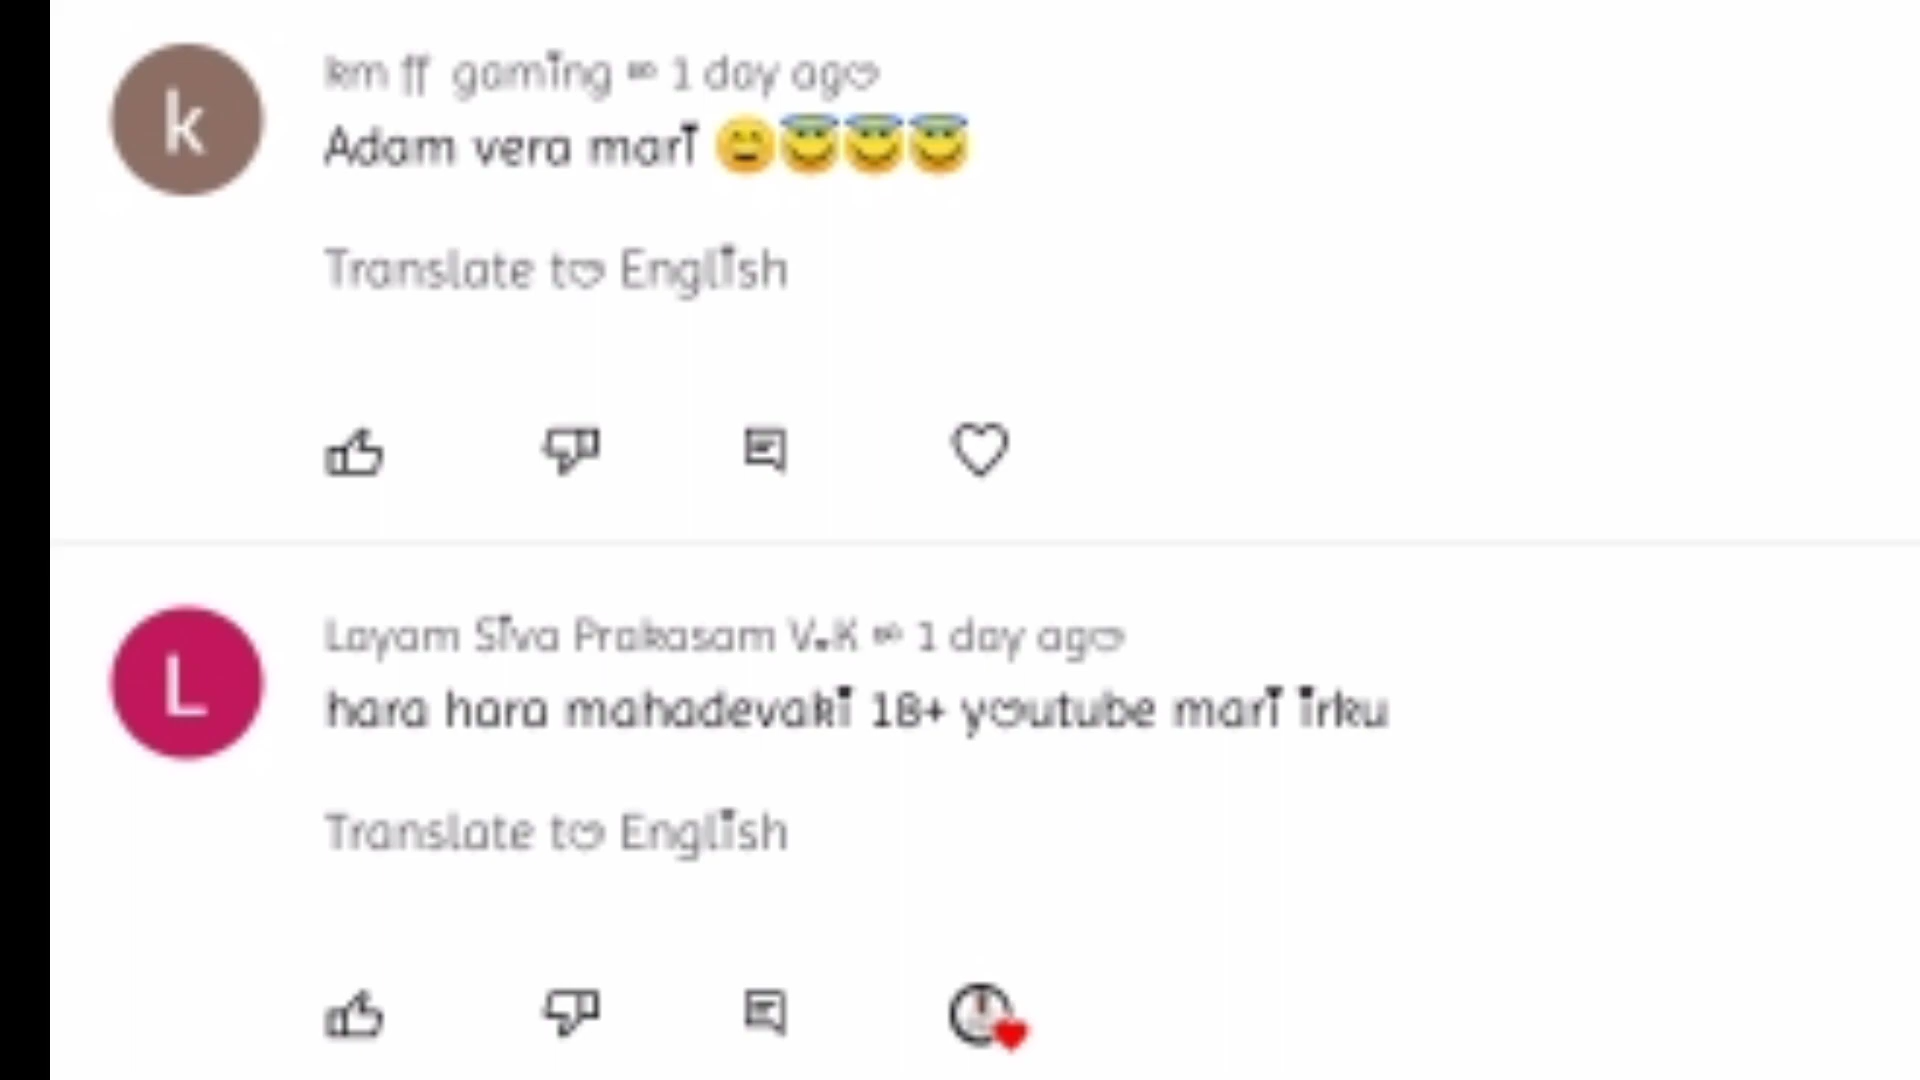 k
km ff gaming • 1 day ago
Adam vera mari 😊😇😇😇
Translate to English
L
Layam Siva Prakasam V.K • 1 day ago
hara hara mahadevaki 18+ youtube mari irku
Translate to English